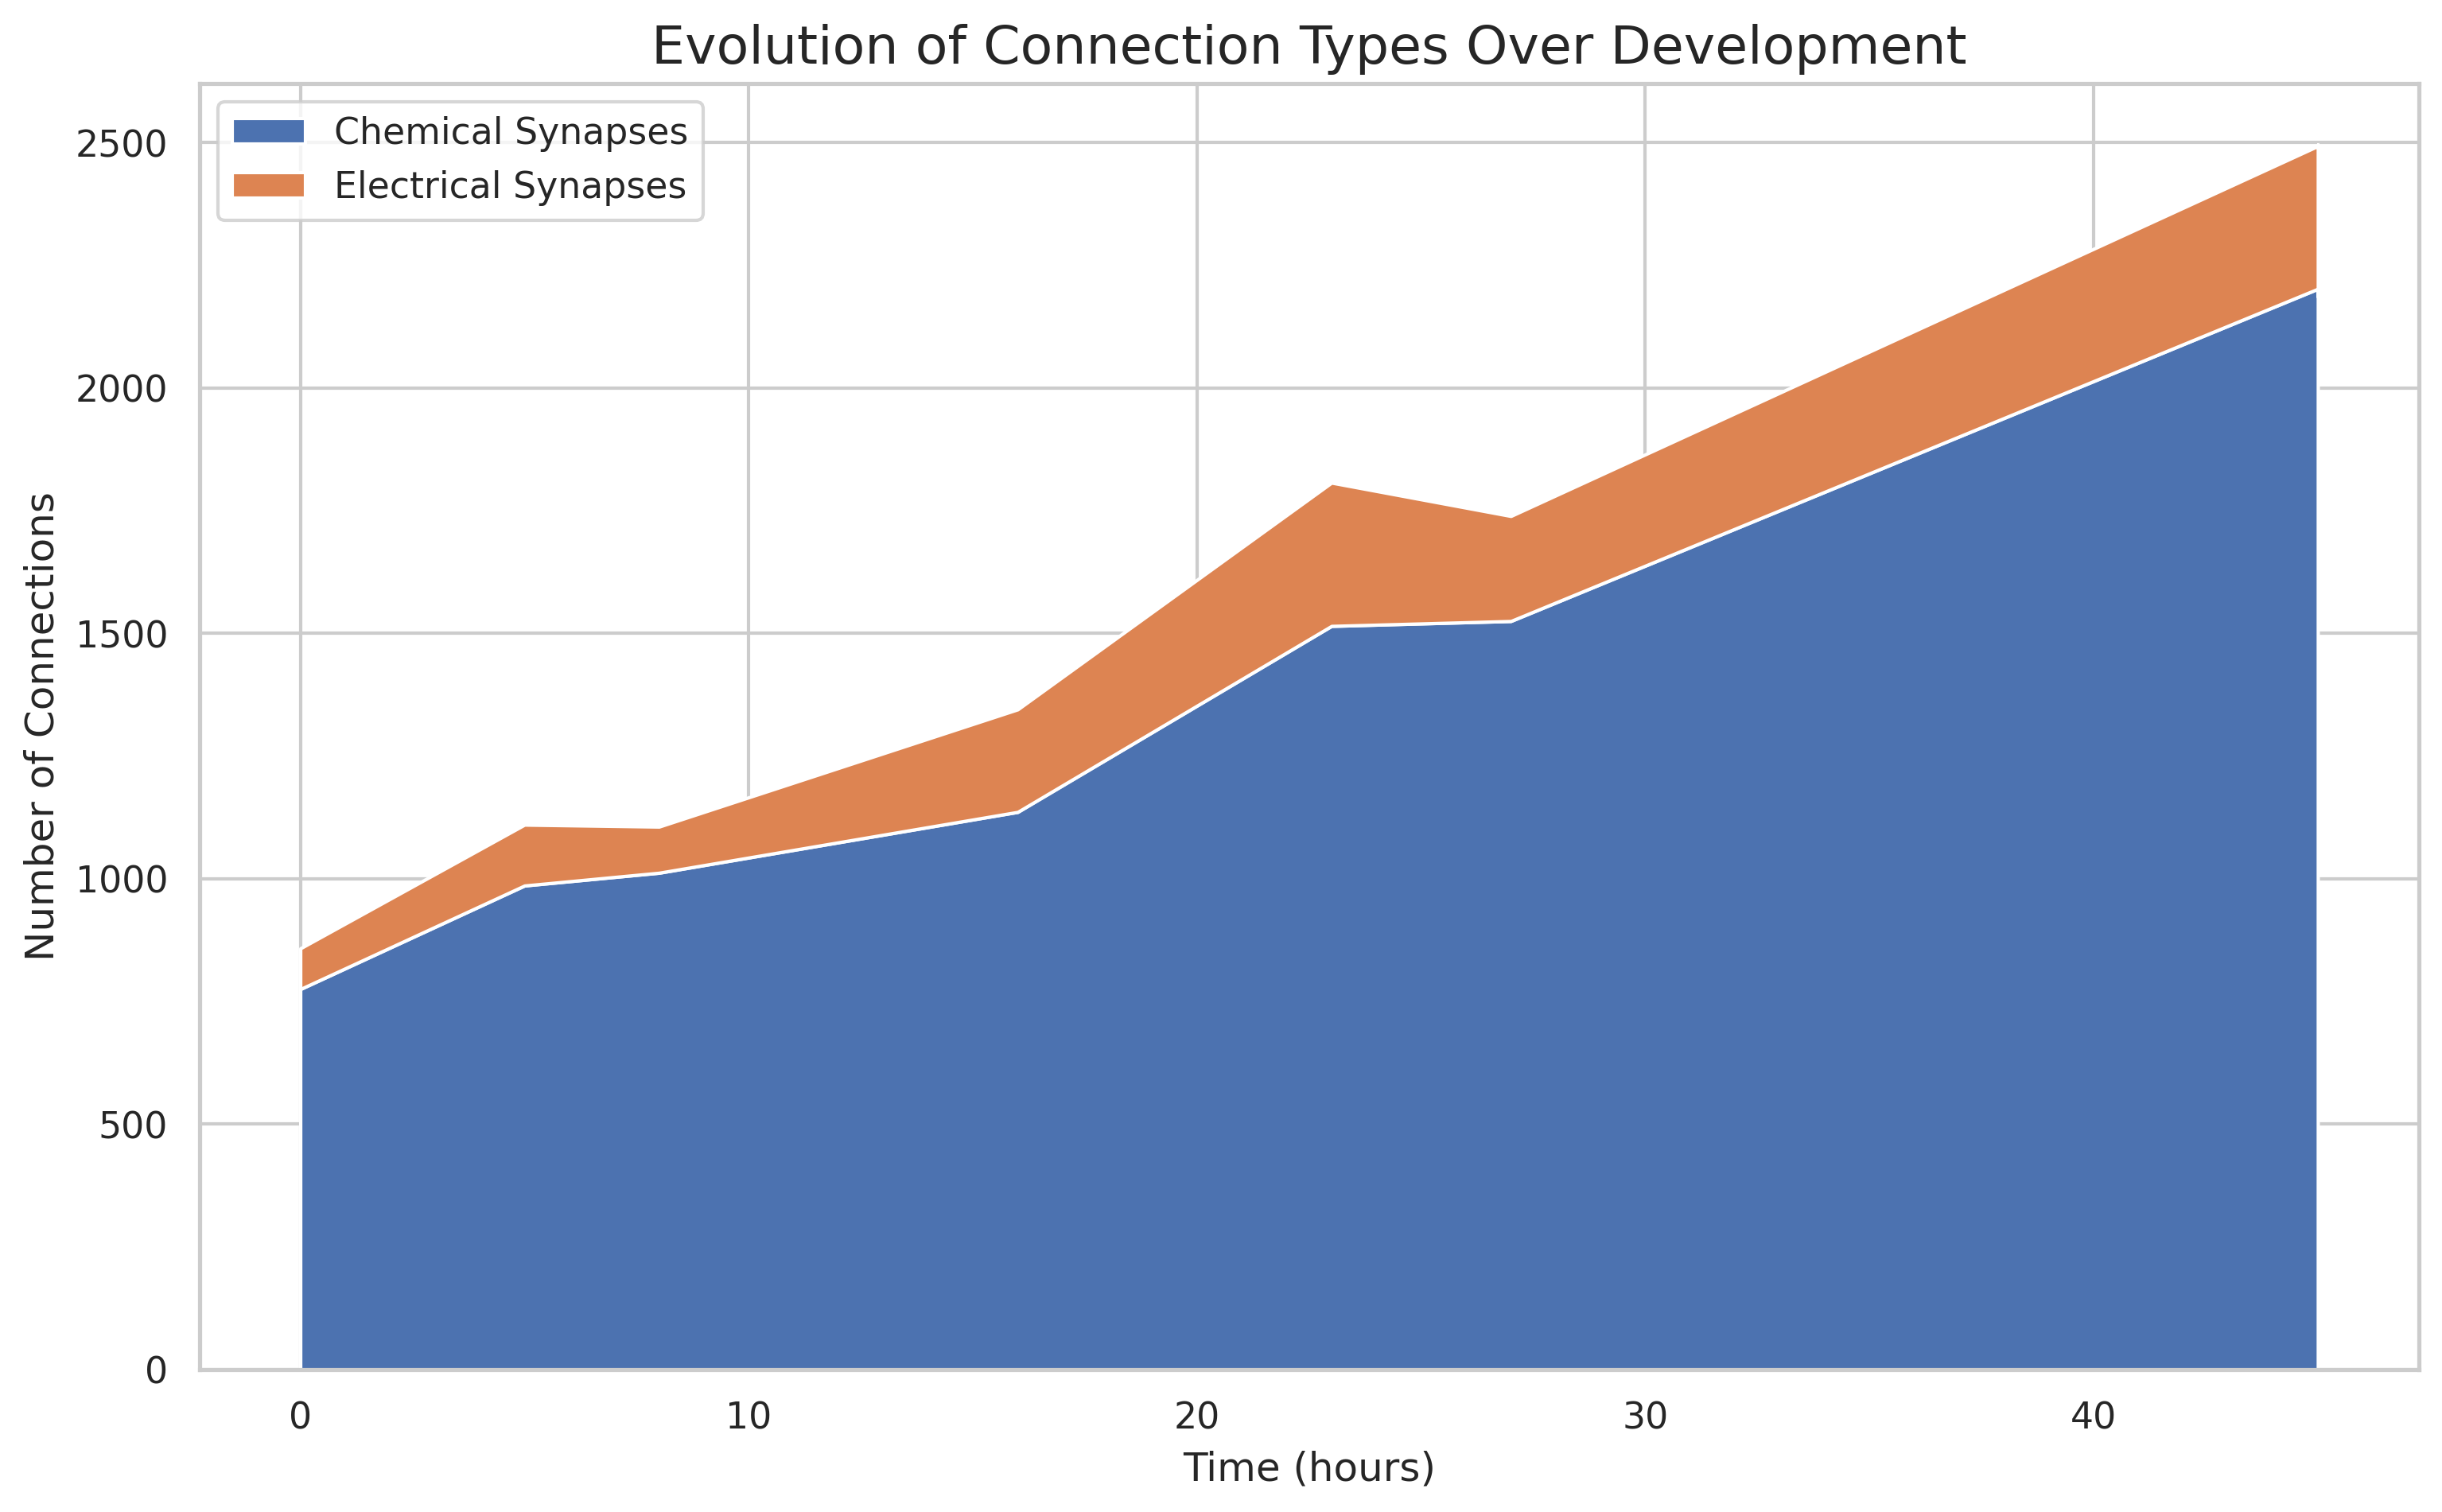 Evolution of Connection Types Over Development
Chemical Synapses
Electrical Synapses
Number of Connections
2500
2000
1500
1000
500
0
0 10 20 30 40
Time (hours)